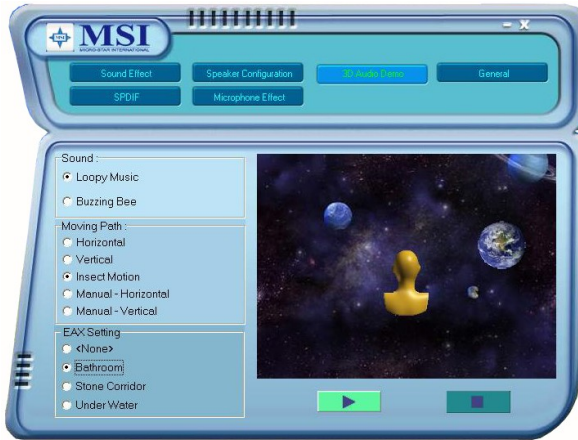 MSI
MICRO-STAR INTERNATIONAL
- X
Sound Effect
Speaker Configuration
3D Audio Demo
General
SPDIF
Microphone Effect
Sound :
Loopy Music
Buzzing Bee
Moving Path :
Horizontal
Vertical
Insect Motion
Manual - Horizontal
Manual - Vertical
EAX Setting
<None>
Bathroom
Stone Corridor
Under Water